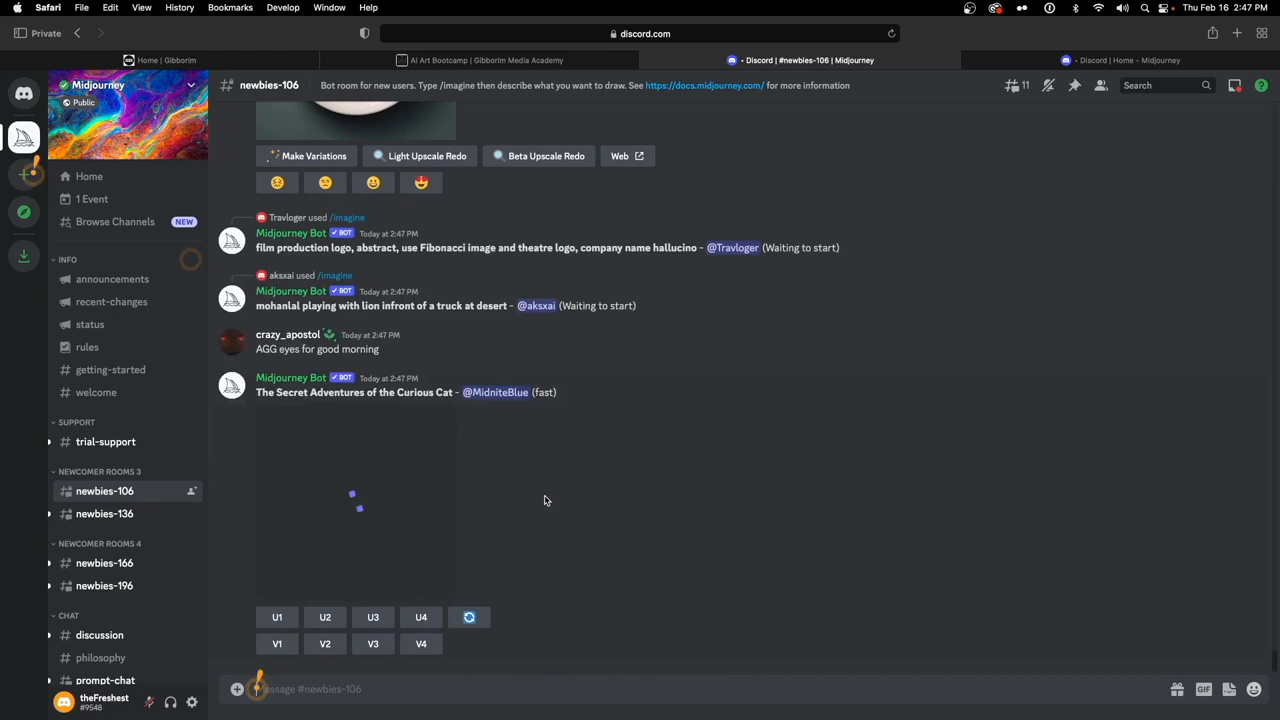 Safari File Edit View History Bookmarks Develop Window Help Thu Feb 16 2:47 PM
Private discord.com
Home | Gibborim
AI Art Bootcamp | Gibborim Media Academy
• Discord | #newbies-106 | Midjourney
• Discord | Home - Midjourney
Midjourney
Public
newbies-106 Bot room for new users. Type /imagine then describe what you want to draw. See https://docs.midjourney.com/ for more information
11
Search
Home
1 Event
Browse Channels NEW
INFO
announcements
recent-changes
status
rules
getting-started
welcome
SUPPORT
trial-support
NEWCOMER ROOMS 3
newbies-106
newbies-136
NEWCOMER ROOMS 4
newbies-166
newbies-196
CHAT
discussion
philosophy
prompt-chat
theFreshest
#9548
Make Variations Light Upscale Redo Beta Upscale Redo Web
Travloger used /imagine
Midjourney Bot BOT Today at 2:47 PM
film production logo, abstract, use Fibonacci image and theatre logo, company name hallucino - @Travloger (Waiting to start)
aksxai used /imagine
Midjourney Bot BOT Today at 2:47 PM
mohanlal playing with lion infront of a truck at desert - @aksxai (Waiting to start)
crazy_apostol Today at 2:47 PM
AGG eyes for good morning
Midjourney Bot BOT Today at 2:47 PM
The Secret Adventures of the Curious Cat - @MidniteBlue (fast)
U1 U2 U3 U4
V1 V2 V3 V4
Message #newbies-106
GIF